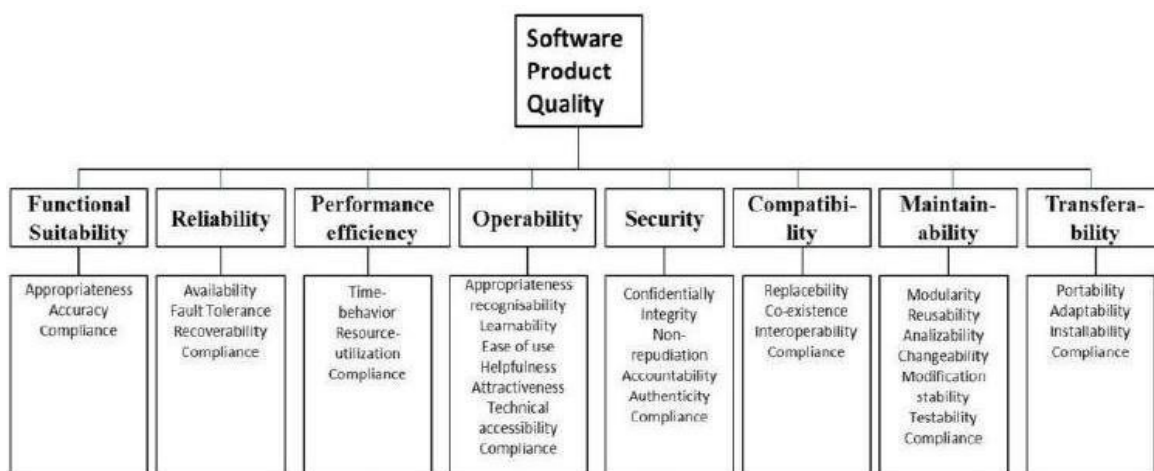 Software
Product
Quality
Functional
Suitability
Reliability
Performance
efficiency
Operability
Security
Compatibi-
lity
Maintain-
ability
Transfera-
bility
Appropriateness
Accuracy
Compliance
Availability
Fault Tolerance
Recoverability
Compliance
Time-
behavior
Resource-
utilization
Compliance
Appropriateness
recognisability
Learnability
Ease of use
Helpfulness
Attractiveness
Technical
accessibility
Compliance
Confidentially
Integrity
Non-
repudiation
Accountability
Authenticity
Compliance
Replacebility
Co-existence
Interoperability
Compliance
Modularity
Reusability
Analizability
Changeability
Modification
stability
Testability
Compliance
Portability
Adaptability
Installability
Compliance